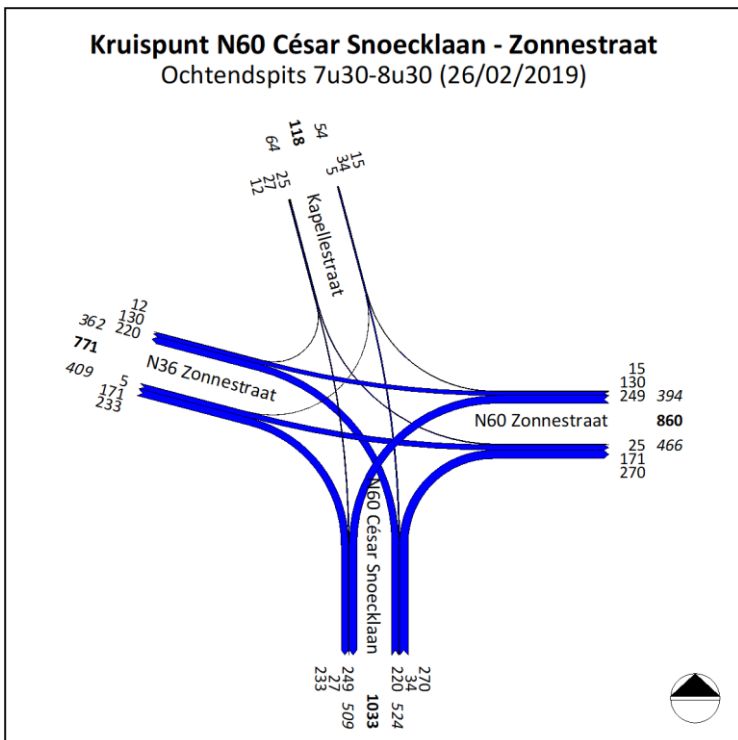 Kruispunt N60 César Snoecklaan - Zonnestraat
Ochtendspits 7u30-8u30 (26/02/2019)
64 118 54
12 27 25
5 34 15
Kapellestraat
12
130
362 220
771
N36 Zonnestraat
409 5
171
233
15
130
249 394
N60 Zonnestraat 860
25 466
171
270
N60 César Snoecklaan
233 27 249
509 1033 524
220 34 270